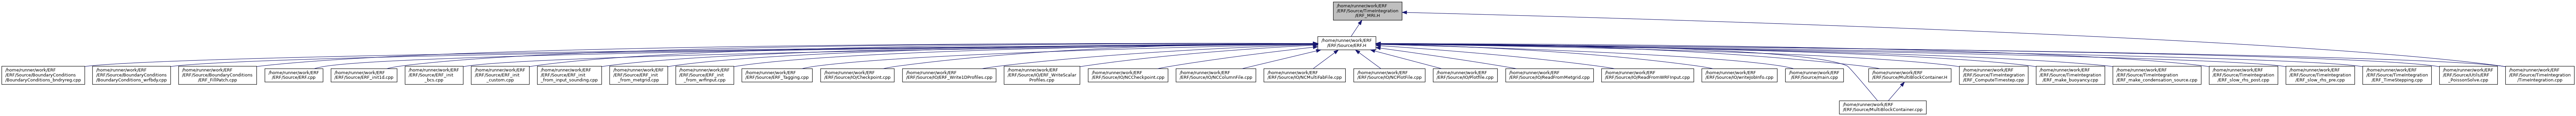 /home/runner/work/ERF
/ERF/Source/TimeIntegration
/ERF_MRI.H
/home/runner/work/ERF
/ERF/Source/ERF.H
/home/runner/work/ERF
/ERF/Source/BoundaryConditions
/BoundaryConditions_bndryreg.cpp
/home/runner/work/ERF
/ERF/Source/BoundaryConditions
/BoundaryConditions_wrfbdy.cpp
/home/runner/work/ERF
/ERF/Source/BoundaryConditions
/ERF_FillPatch.cpp
/home/runner/work/ERF
/ERF/Source/ERF.cpp
/home/runner/work/ERF
/ERF/Source/ERF_init1d.cpp
/home/runner/work/ERF
/ERF/Source/ERF_init
_bcs.cpp
/home/runner/work/ERF
/ERF/Source/ERF_init
_custom.cpp
/home/runner/work/ERF
/ERF/Source/ERF_init
_from_input_sounding.cpp
/home/runner/work/ERF
/ERF/Source/ERF_init
_from_metgrid.cpp
/home/runner/work/ERF
/ERF/Source/ERF_init
_from_wrfinput.cpp
/home/runner/work/ERF
/ERF/Source/ERF_Tagging.cpp
/home/runner/work/ERF
/ERF/Source/IO/Checkpoint.cpp
/home/runner/work/ERF
/ERF/Source/IO/ERF_Write1DProfiles.cpp
/home/runner/work/ERF
/ERF/Source/IO/ERF_WriteScalar
Profiles.cpp
/home/runner/work/ERF
/ERF/Source/IO/NCCheckpoint.cpp
/home/runner/work/ERF
/ERF/Source/IO/NCColumnFile.cpp
/home/runner/work/ERF
/ERF/Source/IO/NCMultiFabFile.cpp
/home/runner/work/ERF
/ERF/Source/IO/NCPlotFile.cpp
/home/runner/work/ERF
/ERF/Source/IO/Plotfile.cpp
/home/runner/work/ERF
/ERF/Source/IO/ReadFromMetgrid.cpp
/home/runner/work/ERF
/ERF/Source/IO/ReadFromWRFInput.cpp
/home/runner/work/ERF
/ERF/Source/IO/writeJobInfo.cpp
/home/runner/work/ERF
/ERF/Source/main.cpp
/home/runner/work/ERF
/ERF/Source/MultiBlockContainer.H
/home/runner/work/ERF
/ERF/Source/TimeIntegration
/ERF_ComputeTimestep.cpp
/home/runner/work/ERF
/ERF/Source/TimeIntegration
/ERF_make_buoyancy.cpp
/home/runner/work/ERF
/ERF/Source/TimeIntegration
/ERF_make_condensation_source.cpp
/home/runner/work/ERF
/ERF/Source/TimeIntegration
/ERF_slow_rhs_post.cpp
/home/runner/work/ERF
/ERF/Source/TimeIntegration
/ERF_slow_rhs_pre.cpp
/home/runner/work/ERF
/ERF/Source/TimeIntegration
/ERF_TimeStepping.cpp
/home/runner/work/ERF
/ERF/Source/Utils/ERF
_PoissonSolve.cpp
/home/runner/work/ERF
/ERF/Source/TimeIntegration
/TimeIntegration.cpp
/home/runner/work/ERF
/ERF/Source/MultiBlockContainer.cpp